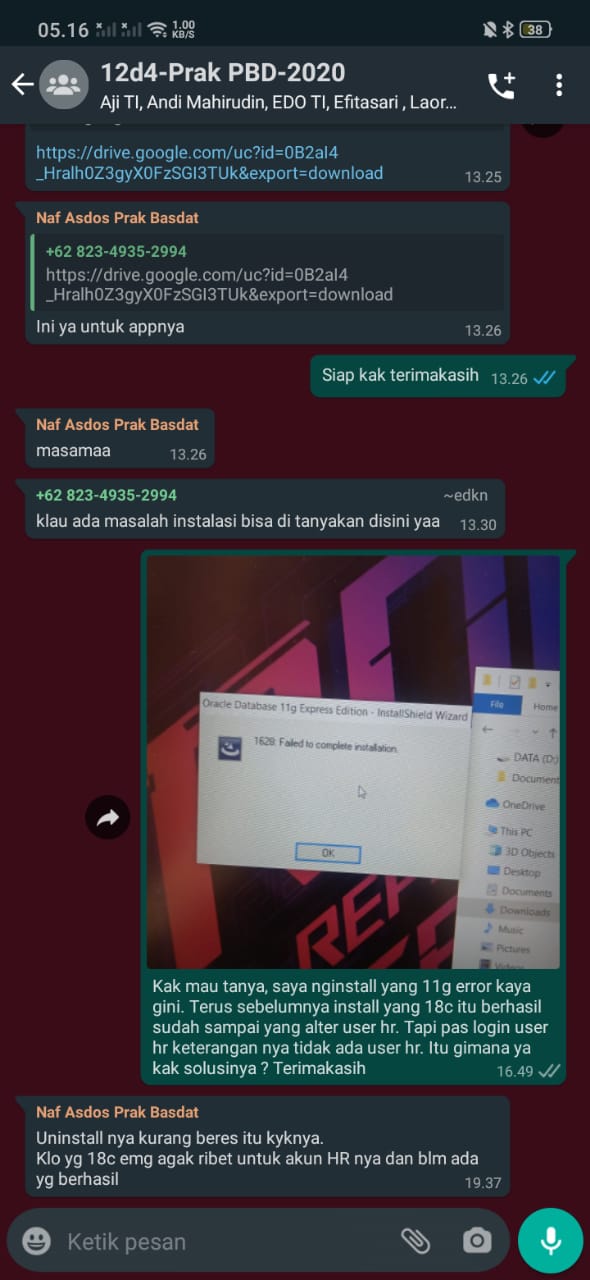 05.16
1.00
KB/S
38
12d4-Prak PBD-2020
Aji TI, Andi Mahirudin, EDO TI, Efitasari , Laor...
https://drive.google.com/uc?id=0B2aI4
_Hralh0Z3gyX0FzSGI3TUk&export=download
13.25
Naf Asdos Prak Basdat
+62 823-4935-2994
https://drive.google.com/uc?id=0B2aI4
_Hralh0Z3gyX0FzSGI3TUk&export=download
Ini ya untuk appnya
13.26
Siap kak terimakasih 13.26
Naf Asdos Prak Basdat
masamaa 13.26
+62 823-4935-2994 ~edkn
klau ada masalah instalasi bisa di tanyakan disini yaa 13.30
Oracle Database 11g Express Edition - InstallShield Wizard
1628: Failed to complete installation.
OK
File Home
DATA (D:)
Document
OneDrive
This PC
3D Objects
Desktop
Documents
Downloads
Music
Pictures
Videos
REP
Kak mau tanya, saya nginstall yang 11g error kaya
gini. Terus sebelumnya install yang 18c itu berhasil
sudah sampai yang alter user hr. Tapi pas login user
hr keterangan nya tidak ada user hr. Itu gimana ya
kak solusinya ? Terimakasih 16.49
Naf Asdos Prak Basdat
Uninstall nya kurang beres itu kyknya.
Klo yg 18c emg agak ribet untuk akun HR nya dan blm ada
yg berhasil 19.37
Ketik pesan